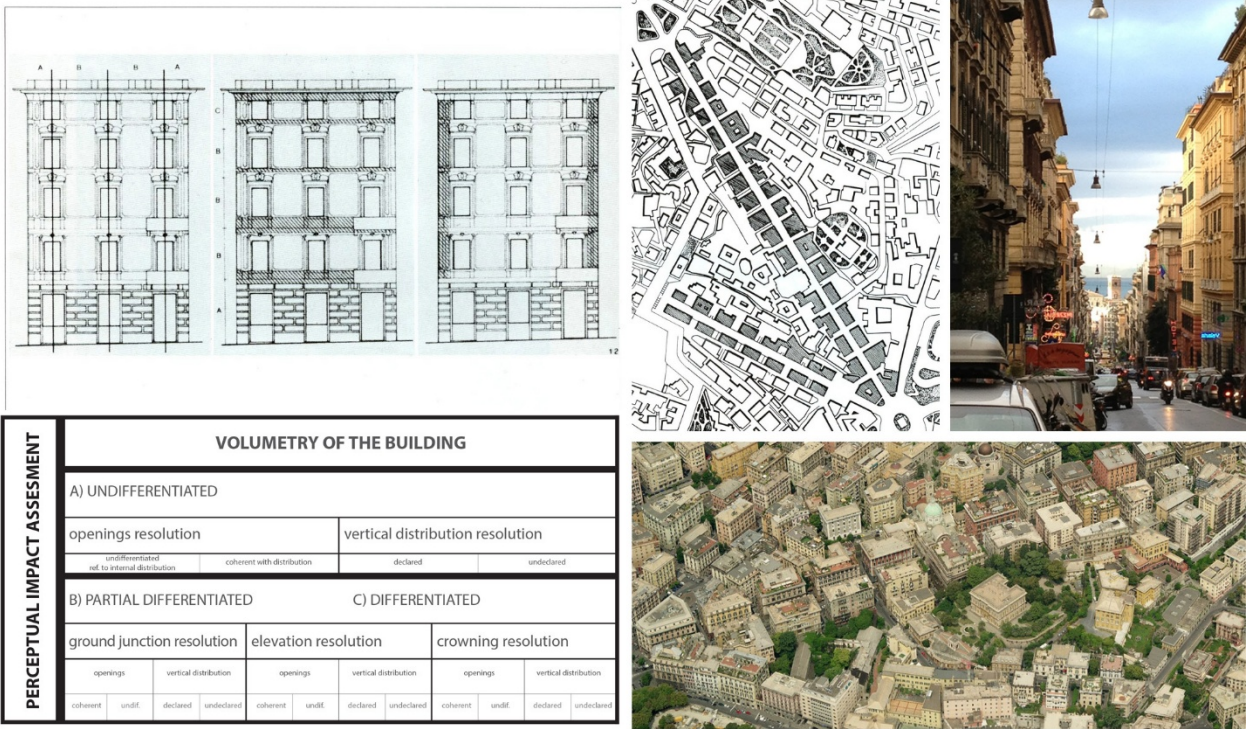 A B B A
C
B
B
B
A
12
PERCEPTUAL IMPACT ASSESMENT
VOLUMETRY OF THE BUILDING
A) UNDIFFERENTIATED
openings resolution
vertical distribution resolution
undifferentiated
ref. to internal distribution
coherent with distribution
declared
undeclared
B) PARTIAL DIFFERENTIATED
C) DIFFERENTIATED
ground junction resolution
elevation resolution
crowning resolution
openings
vertical distribution
openings
vertical distribution
openings
vertical distribution
coherent
undif.
declared
undeclared
coherent
undif.
declared
undeclared
coherent
undif.
declared
undeclared